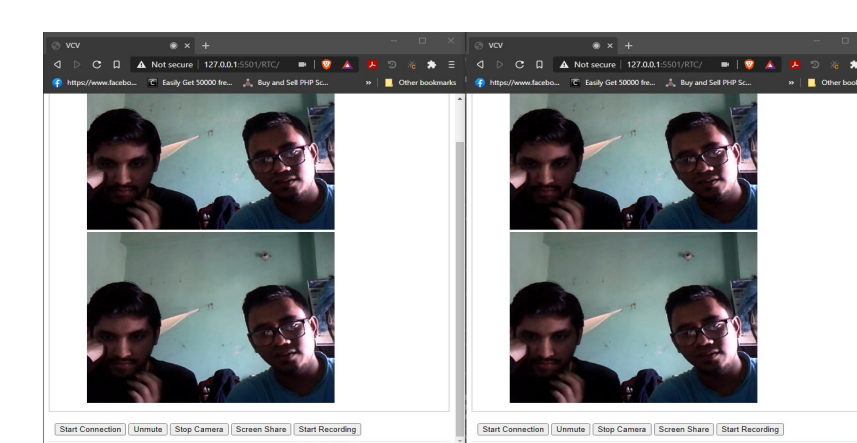 VCV
Not secure | 127.0.0.1:5501/RTC/
https://www.facebo... Easily Get 50000 fre... Buy and Sell PHP Sc... » Other bookmarks
Start Connection Unmute Stop Camera Screen Share Start Recording
VCV
Not secure | 127.0.0.1:5501/RTC/
https://www.facebo... Easily Get 50000 fre... Buy and Sell PHP Sc... » Other book
Start Connection Unmute Stop Camera Screen Share Start Recording